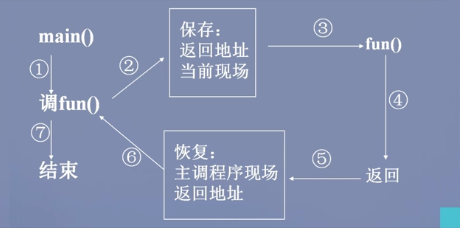 main()
①
调fun()
⑦
结束
②
保存:
返回地址
当前现场
③
fun()
④
返回
⑤
恢复:
主调程序现场
返回地址
⑥